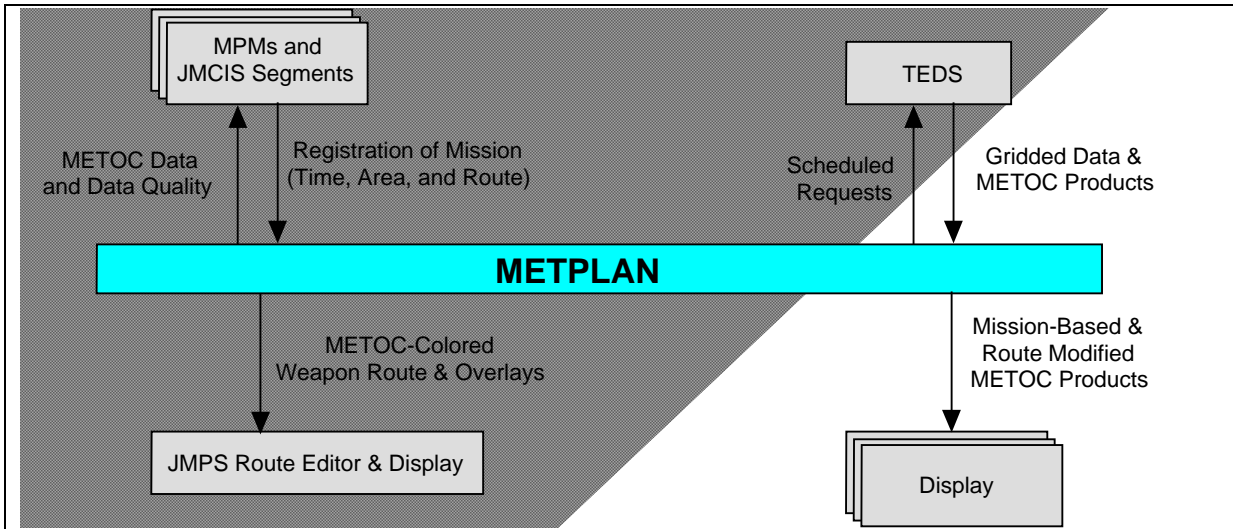 MPMs and
JMCIS Segments
TEDS
METOC Data
and Data Quality
Registration of Mission
(Time, Area, and Route)
Scheduled
Requests
Gridded Data &
METOC Products
METPLAN
METOC-Colored
Weapon Route & Overlays
Mission-Based &
Route Modified
METOC Products
JMPS Route Editor & Display
Display